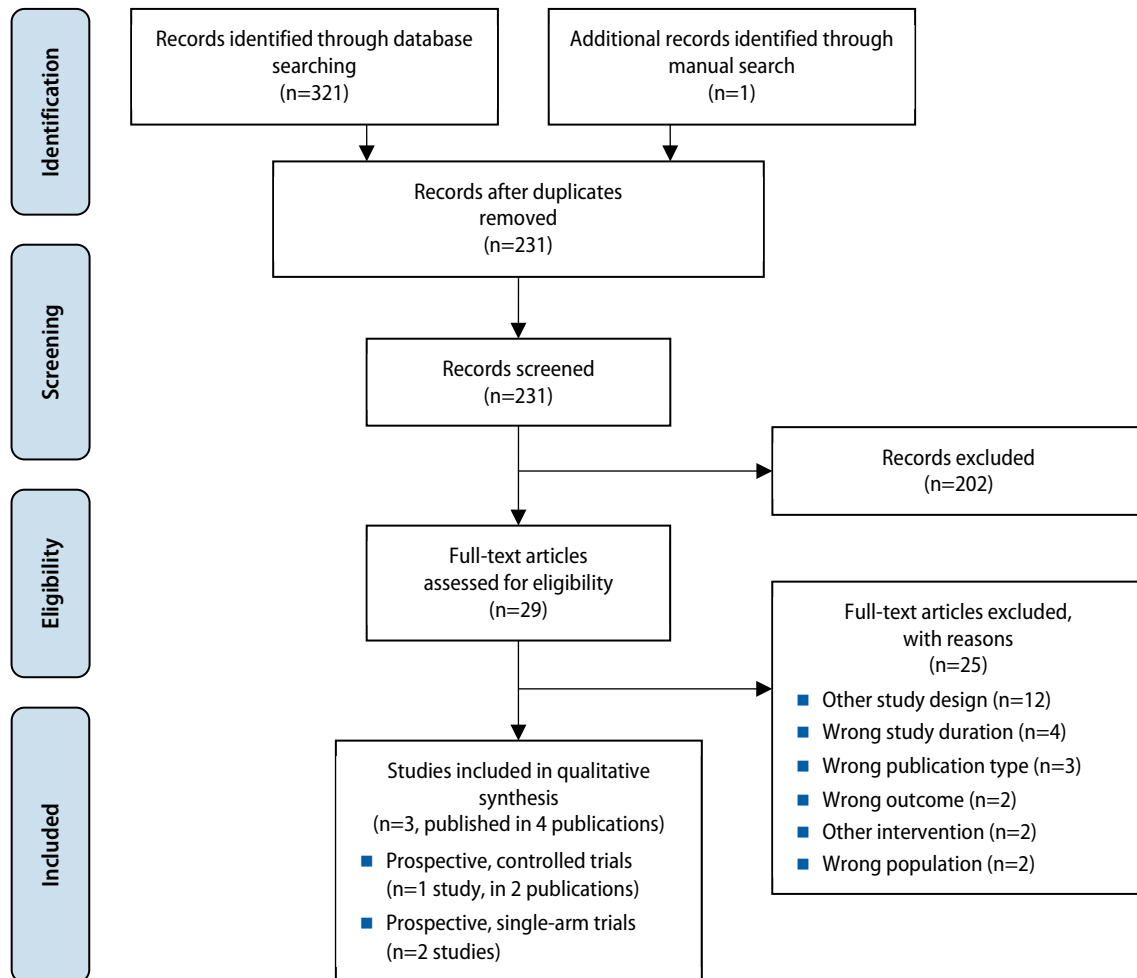 Identification
Records identified through database
searching
(n=321)
Additional records identified through
manual search
(n=1)
Records after duplicates
removed
(n=231)
Screening
Records screened
(n=231)
Records excluded
(n=202)
Eligibility
Full-text articles
assessed for eligibility
(n=29)
Full-text articles excluded,
with reasons
(n=25)
Other study design (n=12)
Wrong study duration (n=4)
Wrong publication type (n=3)
Wrong outcome (n=2)
Other intervention (n=2)
Wrong population (n=2)
Included
Studies included in qualitative
synthesis
(n=3, published in 4 publications)
Prospective, controlled trials
(n=1 study, in 2 publications)
Prospective, single-arm trials
(n=2 studies)